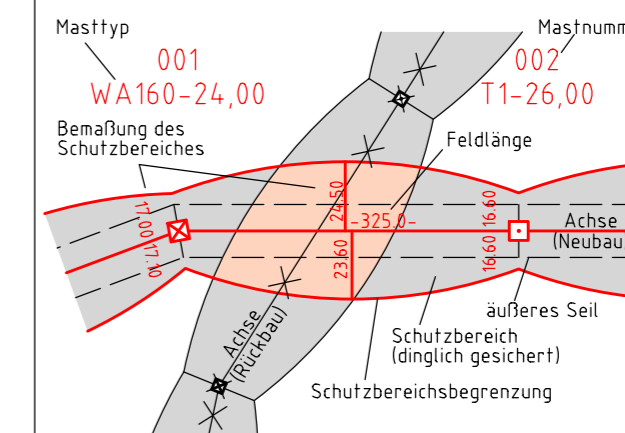 Masttyp
Mastnumm
001
002
WA160-24,00
T1-26,00
Bemaßung des
Schutzbereiches
Feldlänge
24.50
-325.0-
23.60
17.00
17.10
16.60
16.60
Achse
(Neubau
Achse
(Rückbau)
äußeres Seil
Schutzbereich
(dinglich gesichert)
Schutzbereichsbegrenzung